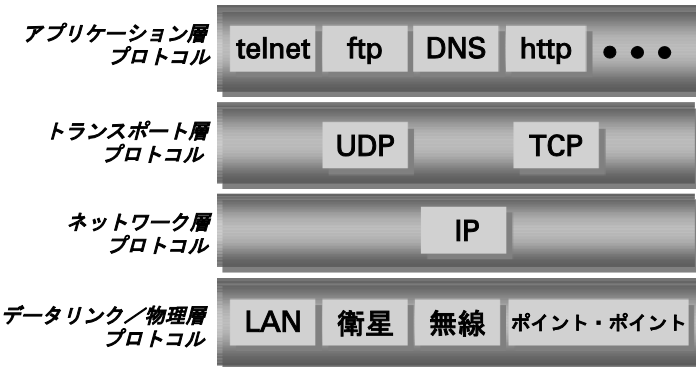 アプリケーション層
プロトコル
telnet ftp DNS http ●●●
トランスポート層
プロトコル
UDP TCP
ネットワーク層
プロトコル
IP
データリンク／物理層
プロトコル
LAN 衛星 無線 ポイント・ポイント